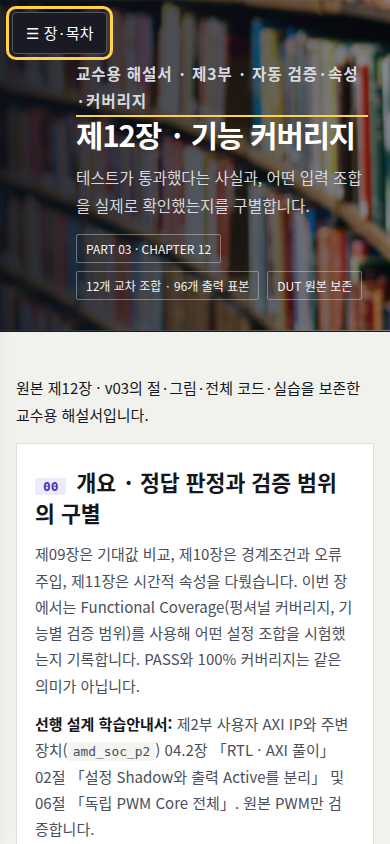 ☰ 장·목차
교수용 해설서 · 제3부 · 자동 검증·속성
·커버리지
제12장 · 기능 커버리지
테스트가 통과했다는 사실과, 어떤 입력 조합
을 실제로 확인했는지를 구별합니다.
PART 03 · CHAPTER 12
12개 교차 조합 · 96개 출력 표본
DUT 원본 보존
원본 제12장 · v03의 절·그림·전체 코드·실습을 보존한
교수용 해설서입니다.
00 개요 · 정답 판정과 검증 범위
의 구별
제09장은 기대값 비교, 제10장은 경계조건과 오류
주입, 제11장은 시간적 속성을 다뤘습니다. 이번 장
에서는 Functional Coverage(펑셔널 커버리지, 기
능별 검증 범위)를 사용해 어떤 설정 조합을 시험했
는지 기록합니다. PASS와 100% 커버리지는 같은
의미가 아닙니다.
선행 설계 학습안내서: 제2부 사용자 AXI IP와 주변
장치( amd_soc_p2 ) 04.2장 「RTL · AXI 풀이」
02절 「설정 Shadow와 출력 Active를 분리」 및
06절 「독립 PWM Core 전체」. 원본 PWM만 검
증합니다.